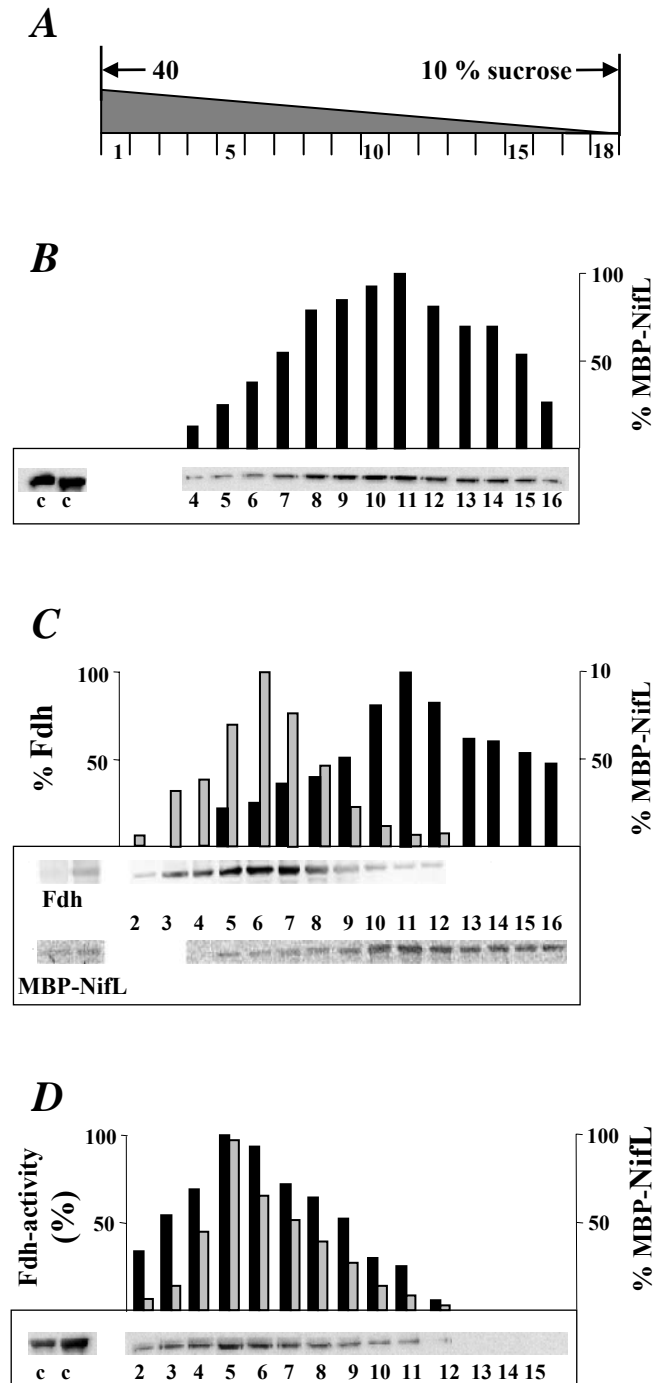 A
40 10 % sucrose
1 5 10 15 18
B
100
50
% MBP-NifL
c c 4 5 6 7 8 9 10 11 12 13 14 15 16
C
100 10
50 50
% Fdh
% MBP-NifL
Fdh
2 3 4 5 6 7 8 9 10 11 12 13 14 15 16
MBP-NifL
D
100 100
50 50
Fdh-activity
(%)
% MBP-NifL
c c 2 3 4 5 6 7 8 9 10 11 12 13 14 15